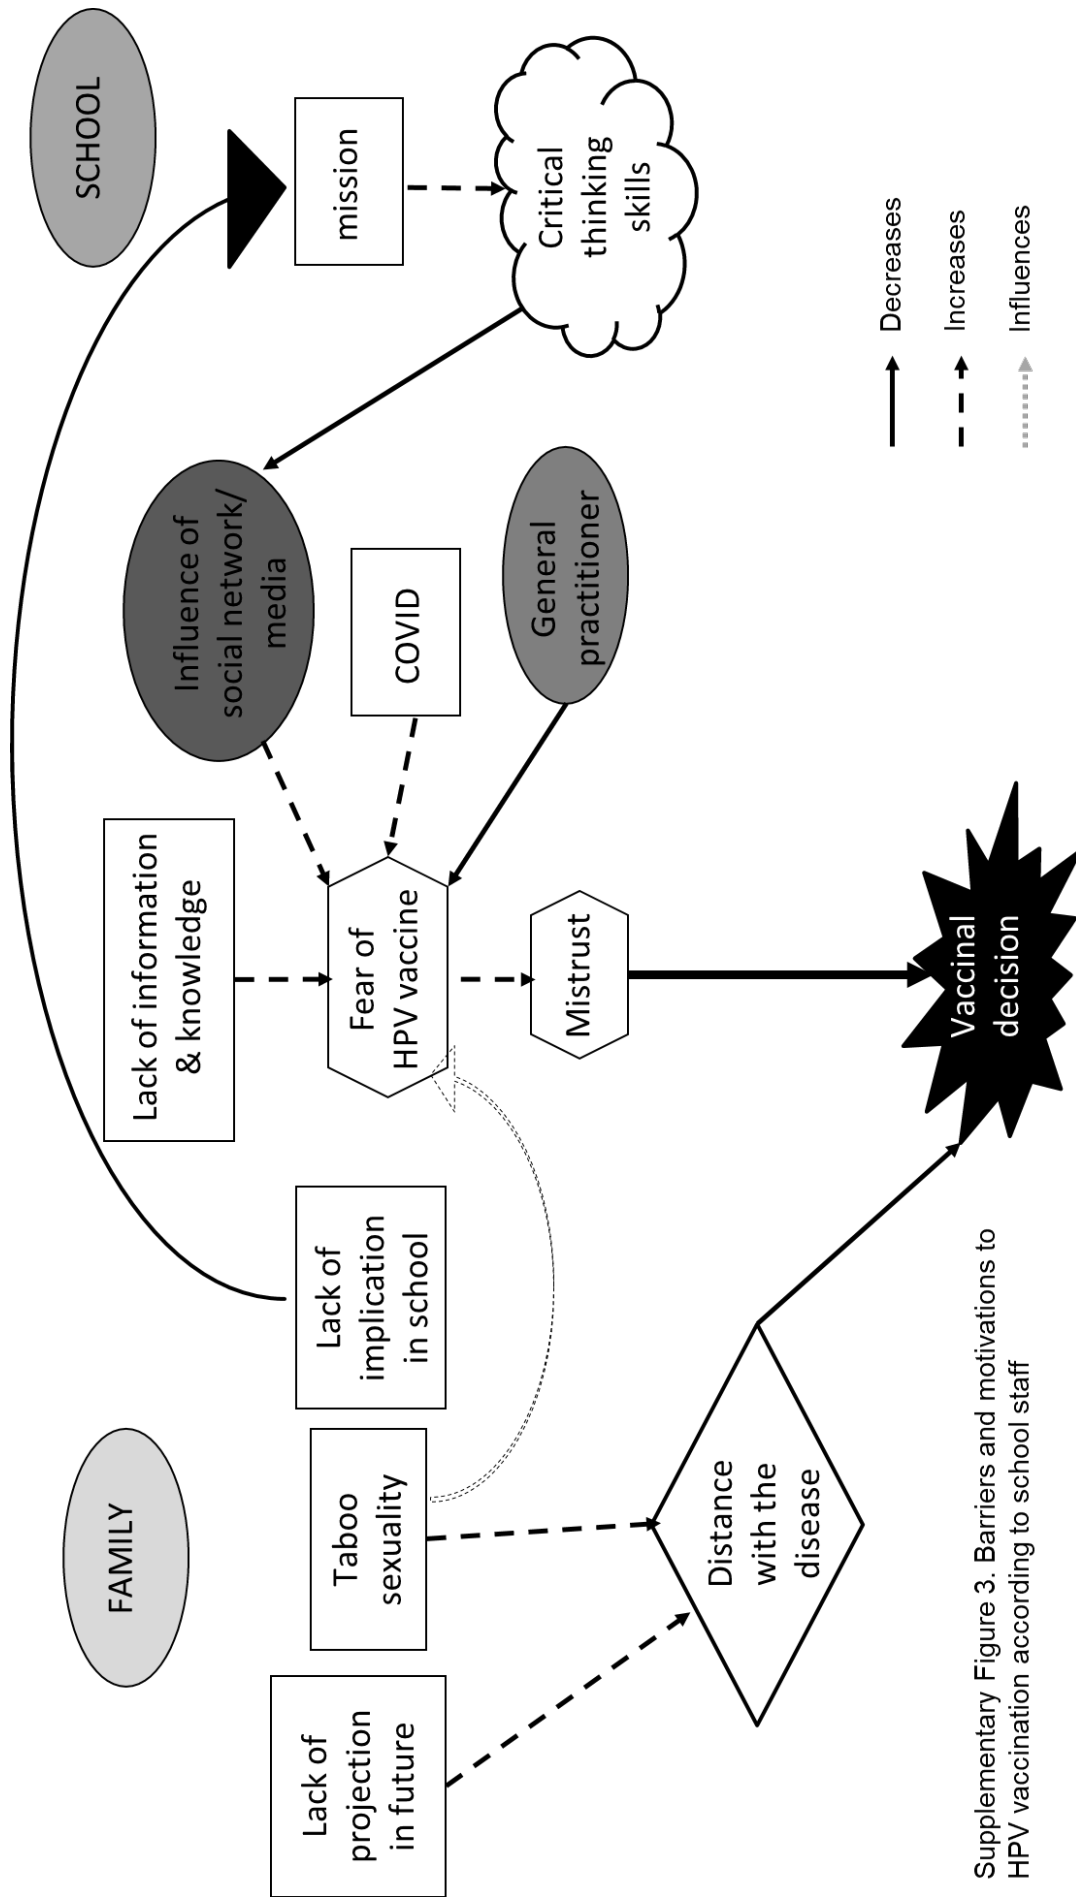 FAMILY
SCHOOL
Lack of
projection
in future
Taboo
sexuality
Lack of
implication
in school
Lack of information
& knowledge
Influence of
social network/
media
mission
Fear of
HPV vaccine
COVID
General
practitioner
Critical
thinking
skills
Mistrust
Distance
with the
disease
Vaccinal
decision
Decreases
Increases
Influences
Supplementary Figure 3. Barriers and motivations to
HPV vaccination according to school staff